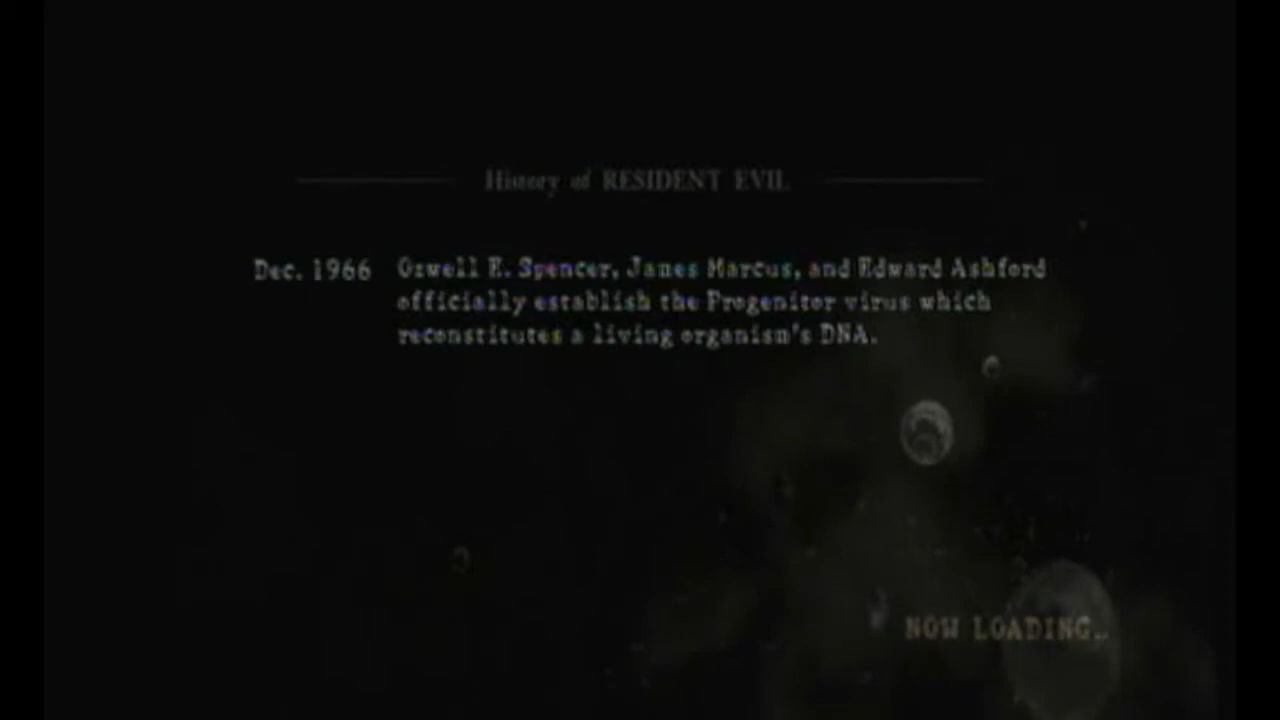 History of RESIDENT EVIL
Dec. 1966 Ozwell E. Spencer, James Marcus, and Edward Ashford
officially establish the Progenitor virus which
reconstitutes a living organism's DNA.
NOW LOADING..